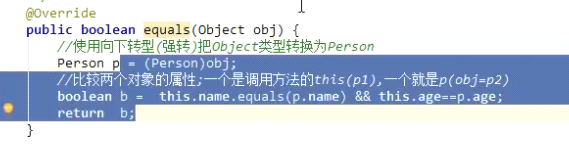 @Override
public boolean equals(Object obj) {
//使用向下转型(强转)把Object类型转换为Person
Person p = (Person)obj;
//比较两个对象的属性;一个是调用方法的this(p1),一个就是p(obj=p2)
boolean b =  this.name.equals(p.name) && this.age==p.age;
return  b;
}